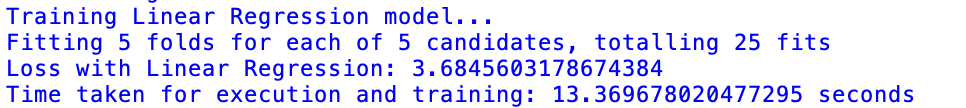 Training Linear Regression model...
Fitting 5 folds for each of 5 candidates, totalling 25 fits
Loss with Linear Regression: 3.6845603178674384
Time taken for execution and training: 13.369678020477295 seconds